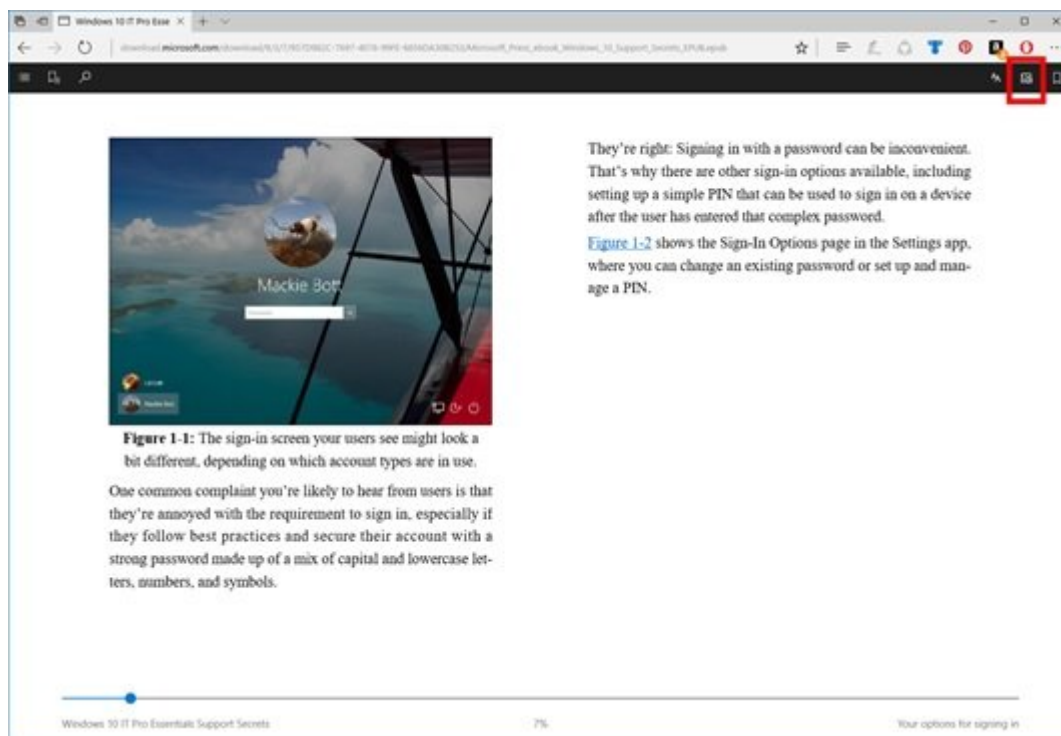 Windows 10 IT Pro Esse
Mackie Bott
Mackie Bott
Figure 1-1: The sign-in screen your users see might look a
bit different, depending on which account types are in use.
One common complaint you’re likely to hear from users is that
they’re annoyed with the requirement to sign in, especially if
they follow best practices and secure their account with a
strong password made up of a mix of capital and lowercase let-
ters, numbers, and symbols.
They’re right: Signing in with a password can be inconvenient.
That’s why there are other sign-in options available, including
setting up a simple PIN that can be used to sign in on a device
after the user has entered that complex password.
Figure 1-2 shows the Sign-In Options page in the Settings app,
where you can change an existing password or set up and man-
age a PIN.
Windows 10 IT Pro Essentials Support Secrets
7%
Your options for signing in